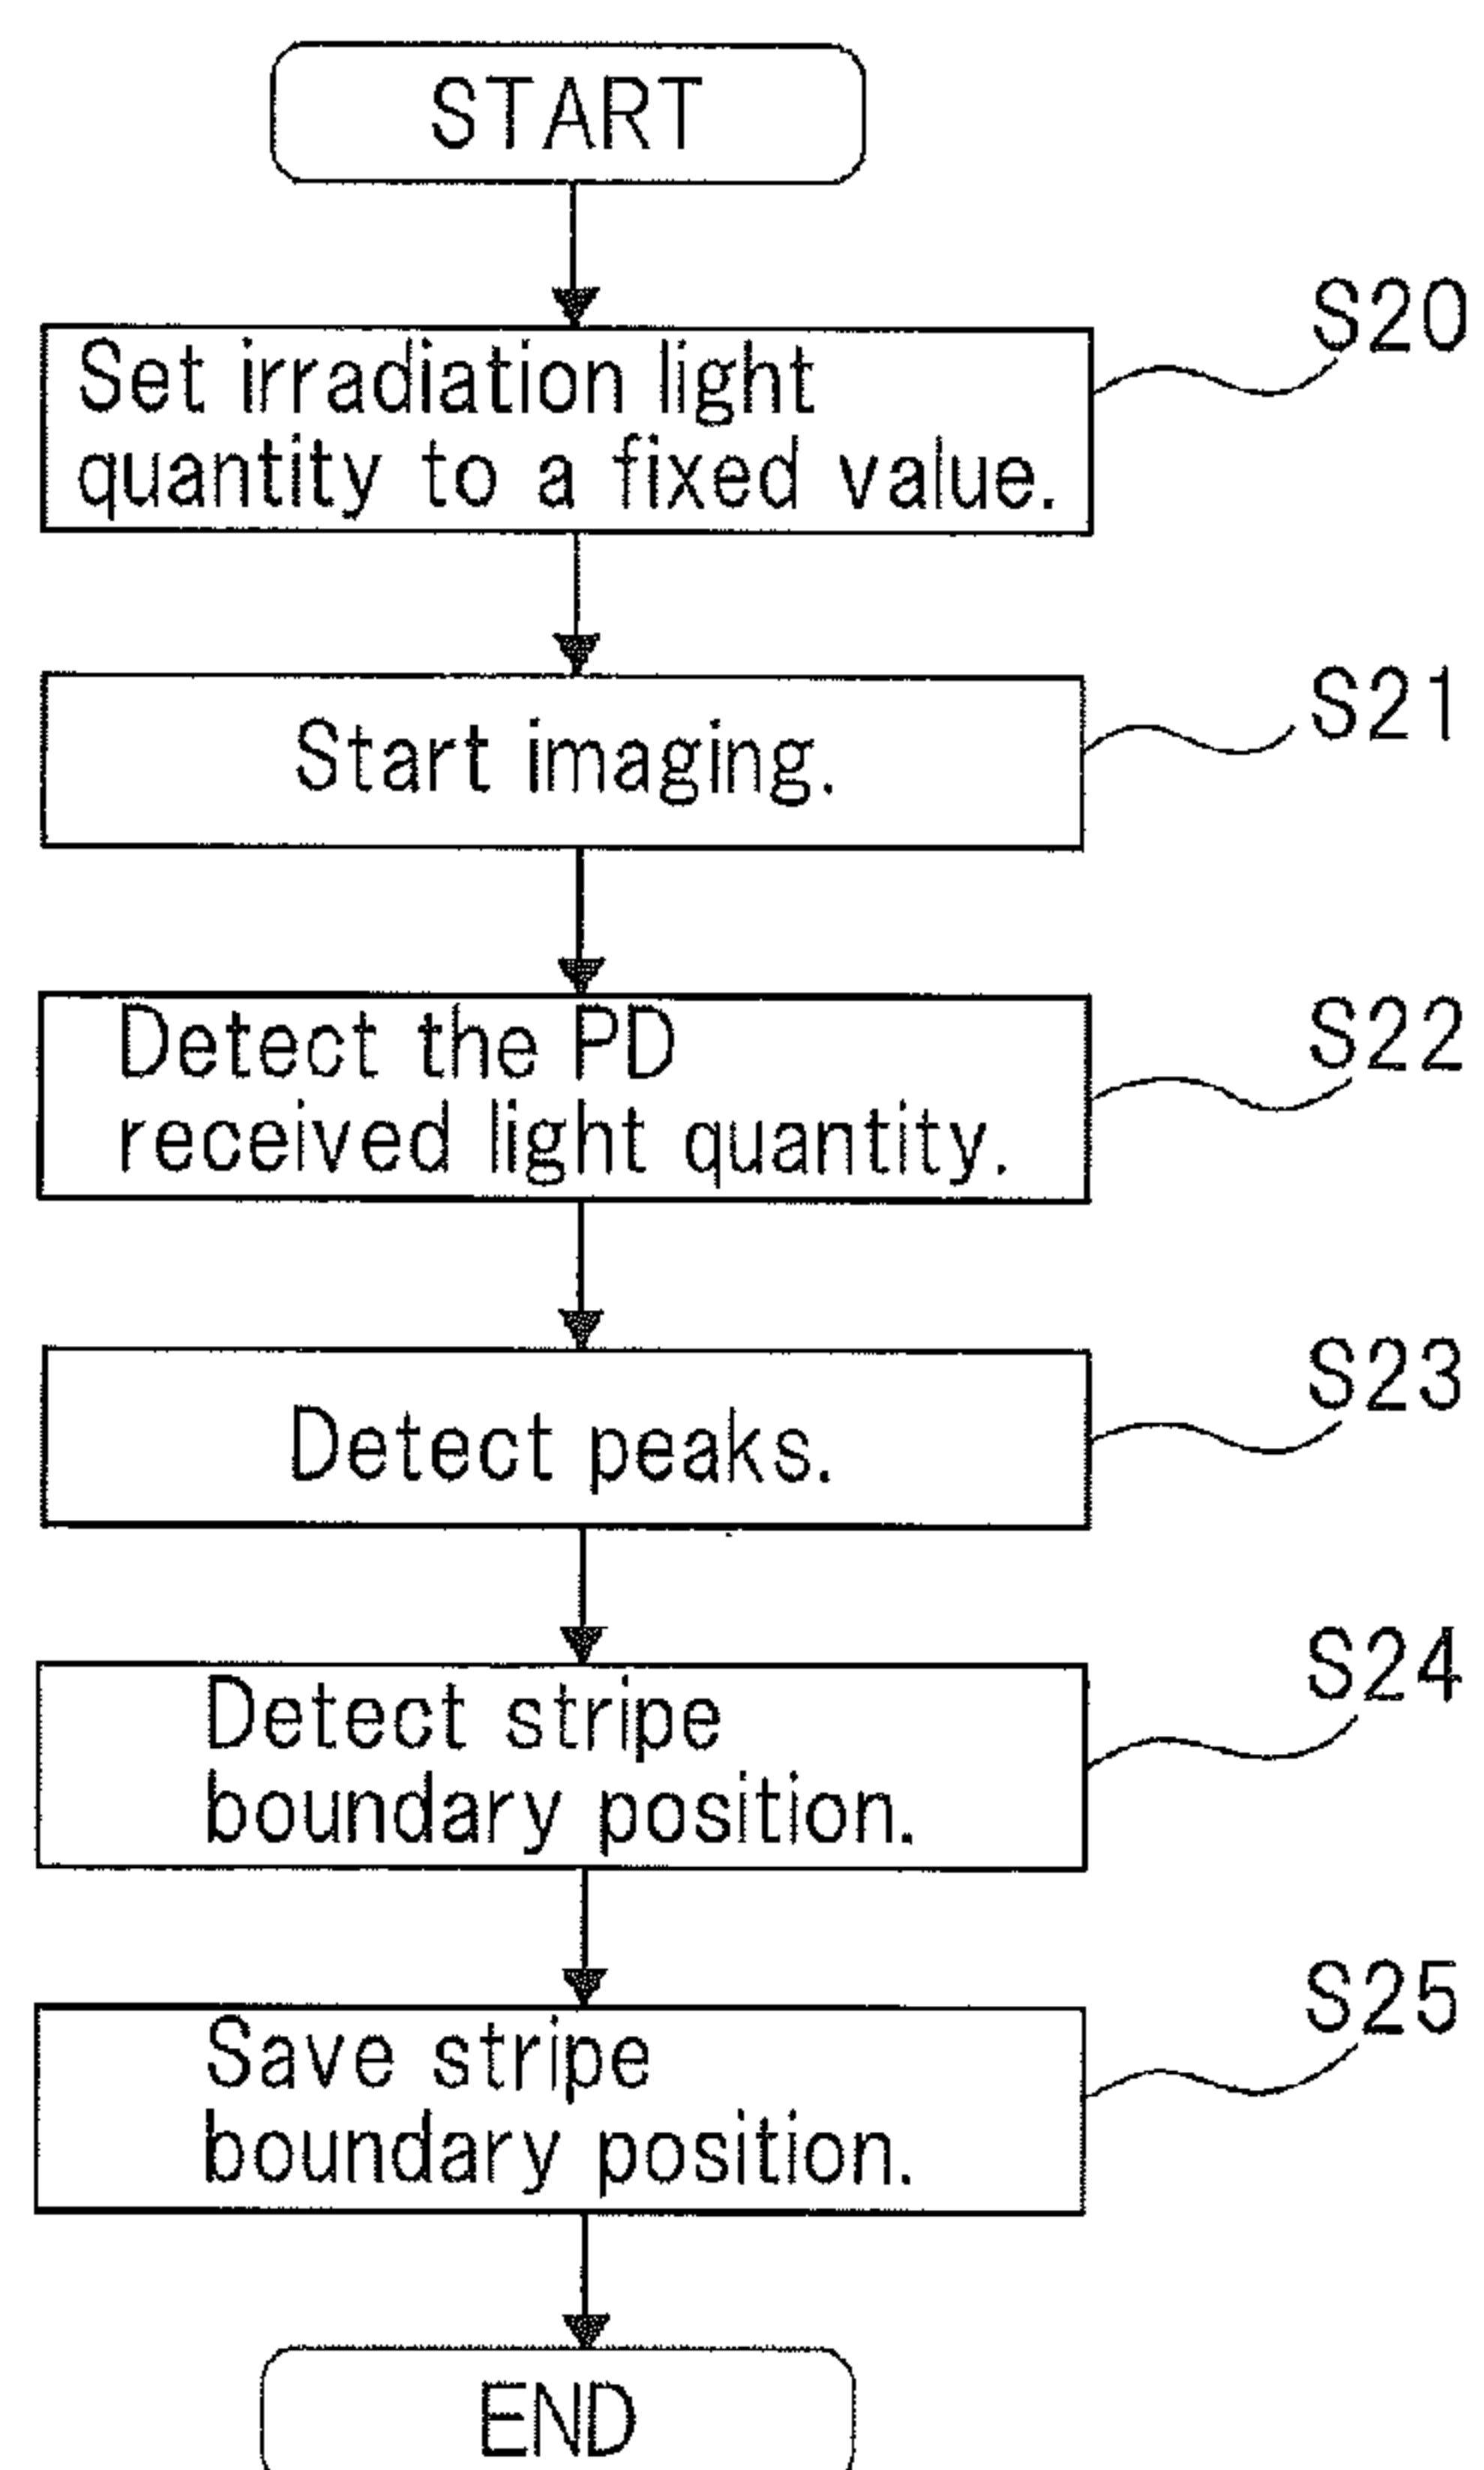 START
S20
Set irradiation light
quantity to a fixed value.
S21
Start imaging.
S22
Detect the PD
received light quantity.
S23
Detect peaks.
S24
Detect stripe
boundary position.
S25
Save stripe
boundary position.
END